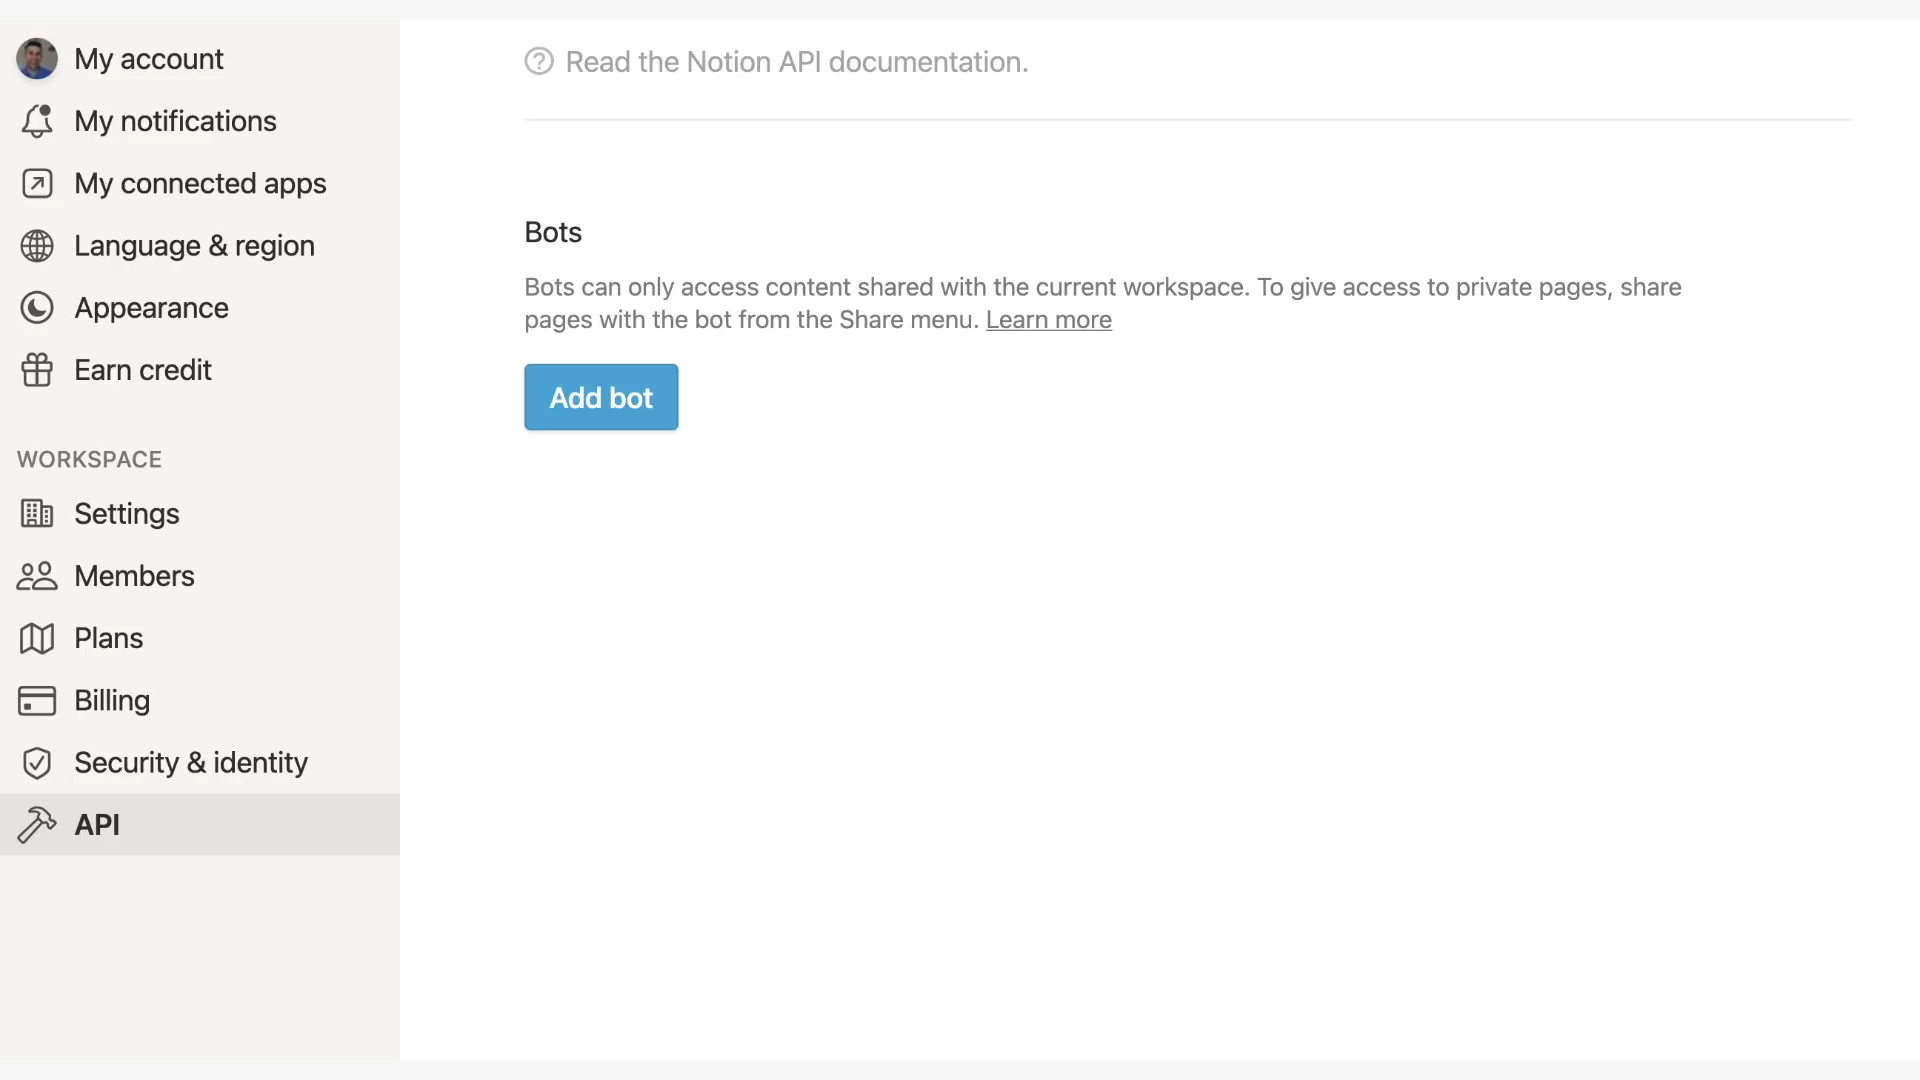 My account
My notifications
My connected apps
Language & region
Appearance
Earn credit
WORKSPACE
Settings
Members
Plans
Billing
Security & identity
API
Read the Notion API documentation.
Bots
Bots can only access content shared with the current workspace. To give access to private pages, share
pages with the bot from the Share menu. Learn more
Add bot